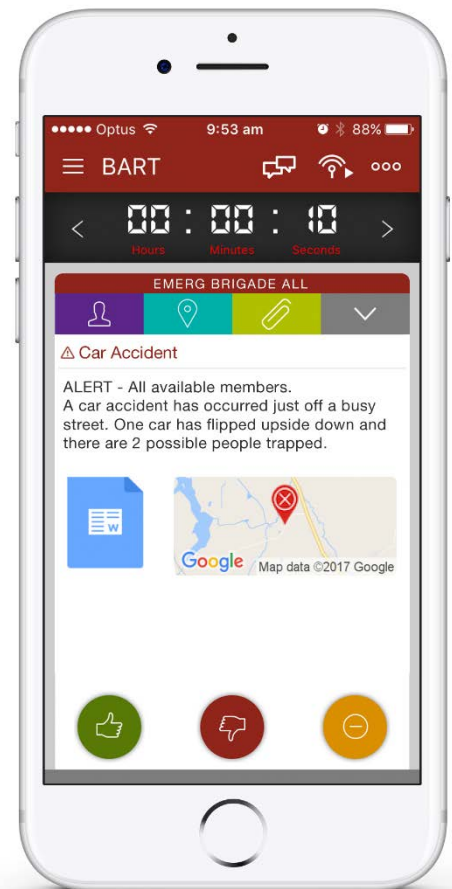 Optus 9:53 am 88%
BART
00 : 00 : 10
Hours Minutes Seconds
EMERG BRIGADE ALL
Car Accident
ALERT - All available members.
A car accident has occurred just off a busy
street. One car has flipped upside down and
there are 2 possible people trapped.
W
Google Map data ©2017 Google